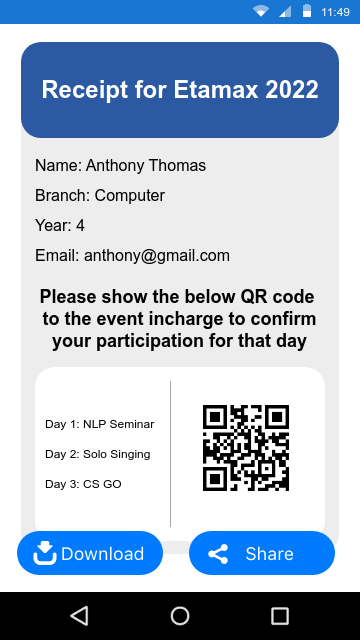 11:49
Receipt for Etamax 2022
Name: Anthony Thomas
Branch: Computer
Year: 4
Email: anthony@gmail.com
Please show the below QR code
to the event incharge to confirm
your participation for that day
Day 1: NLP Seminar
Day 2: Solo Singing
Day 3: CS GO
Download
Share